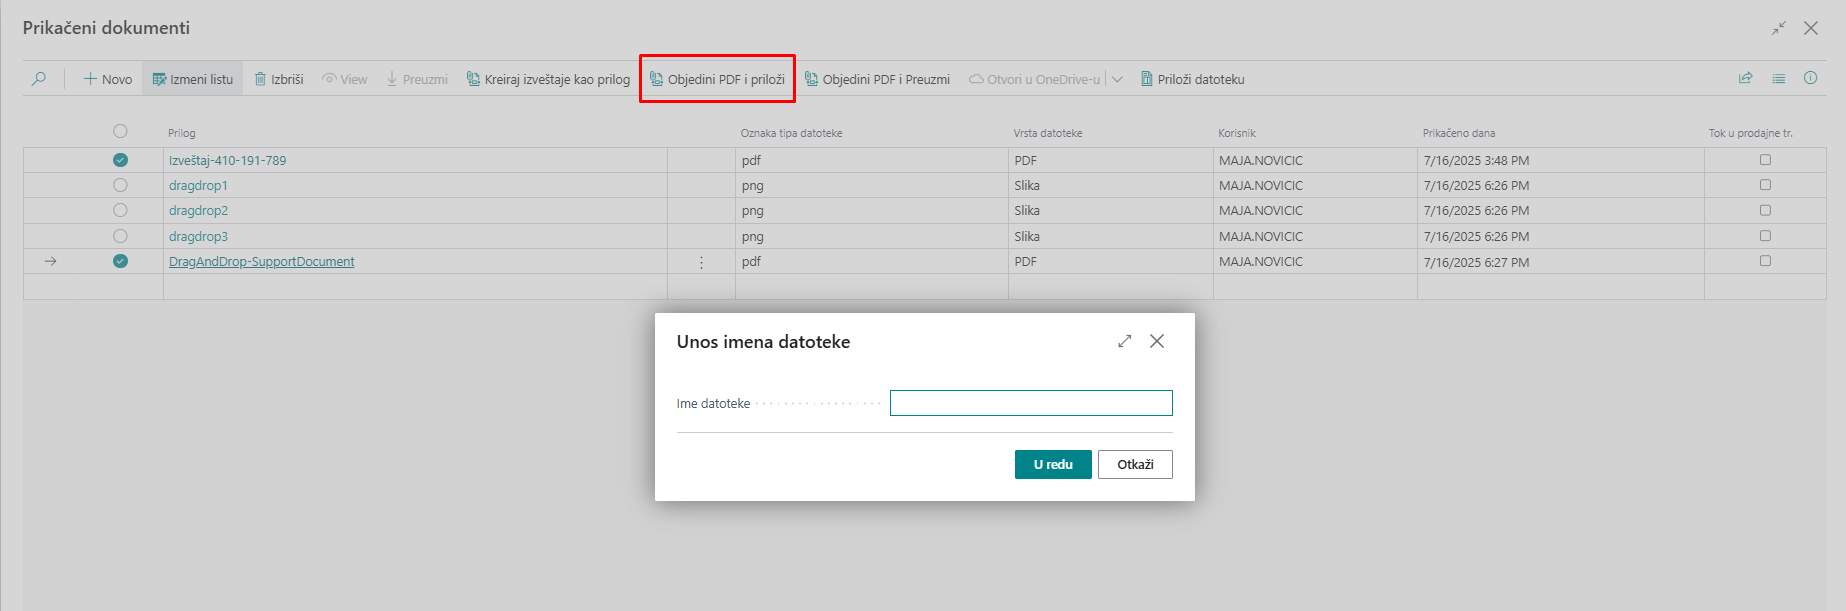 Prikačeni dokumenti
Novo Izmeni listu Izbriši View Preuzmi Kreiraj izveštaje kao prilog Objedini PDF i priloži Objedini PDF i Preuzmi Otvori u OneDrive-u Priloži datoteku
Prilog Oznaka tipa datoteke Vrsta datoteke Korisnik Prikačeno dana Tok u prodajne tr.
Izveštaj-410-191-789 pdf PDF MAJA.NOVICIC 7/16/2025 3:48 PM
dragdrop1 png Slika MAJA.NOVICIC 7/16/2025 6:26 PM
dragdrop2 png Slika MAJA.NOVICIC 7/16/2025 6:26 PM
dragdrop3 png Slika MAJA.NOVICIC 7/16/2025 6:26 PM
DragAndDrop-SupportDocument pdf PDF MAJA.NOVICIC 7/16/2025 6:27 PM
Unos imena datoteke
Ime datoteke
U redu Otkaži